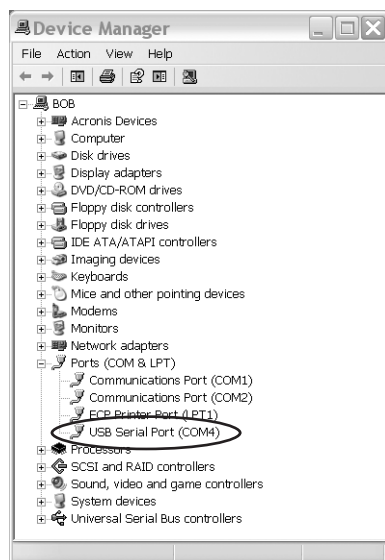 Device Manager
File Action View Help
BOB
Acronis Devices
Computer
Disk drives
Display adapters
DVD/CD-ROM drives
Floppy disk controllers
Floppy disk drives
IDE ATA/ATAPI controllers
Imaging devices
Keyboards
Mice and other pointing devices
Modems
Monitors
Network adapters
Ports (COM & LPT)
Communications Port (COM1)
Communications Port (COM2)
ECP Printer Port (LPT1)
USB Serial Port (COM4)
Processors
SCSI and RAID controllers
Sound, video and game controllers
System devices
Universal Serial Bus controllers